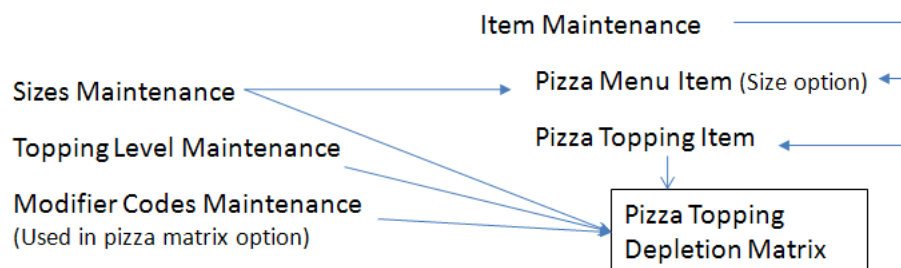 Item Maintenance
Sizes Maintenance
Pizza Menu Item (Size option)
Topping Level Maintenance
Pizza Topping Item
Modifier Codes Maintenance
(Used in pizza matrix option)
Pizza Topping
Depletion Matrix